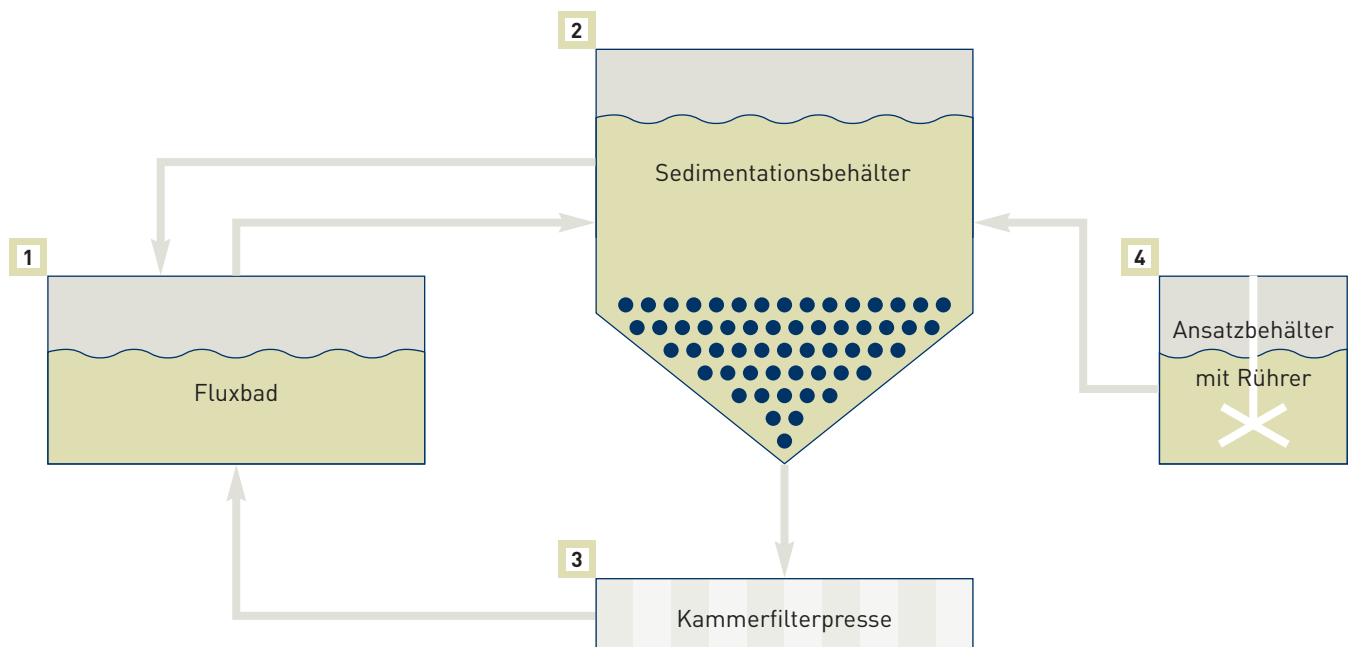 2
Sedimentationsbehälter
1
4
Ansatzbehälter
mit Rührer
Fluxbad
3
Kammerfilterpresse